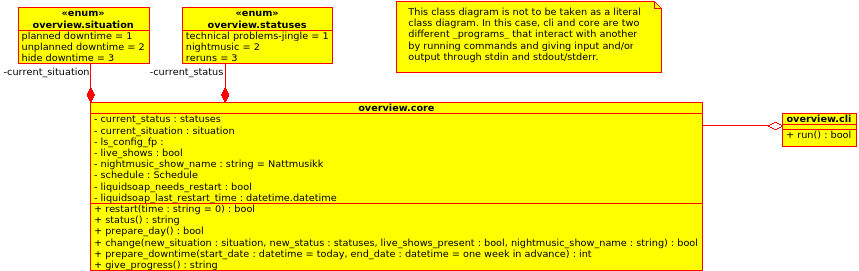 «enum»
overview.situation
planned downtime = 1
unplanned downtime = 2
hide downtime = 3
«enum»
overview.statuses
technical problems-jingle = 1
nightmusic = 2
reruns = 3
This class diagram is not to be taken as a literal
class diagram. In this case, cli and core are two
different _programs_ that interact with another
by running commands and giving input and/or
output through stdin and stdout/stderr.
-current_situation
-current_status
overview.core
- current_status : statuses
- current_situation : situation
- ls_config_fp :
- live_shows : bool
- nightmusic_show_name : string = Nattmusikk
- schedule : Schedule
- liquidsoap_needs_restart : bool
- liquidsoap_last_restart_time : datetime.datetime
+ restart(time : string = 0) : bool
+ status() : string
+ prepare_day() : bool
+ change(new_situation : situation, new_status : statuses, live_shows_present : bool, nightmusic_show_name : string) : bool
+ prepare_downtime(start_date : datetime = today, end_date : datetime = one week in advance) : int
+ give_progress() : string
overview.cli
+ run() : bool